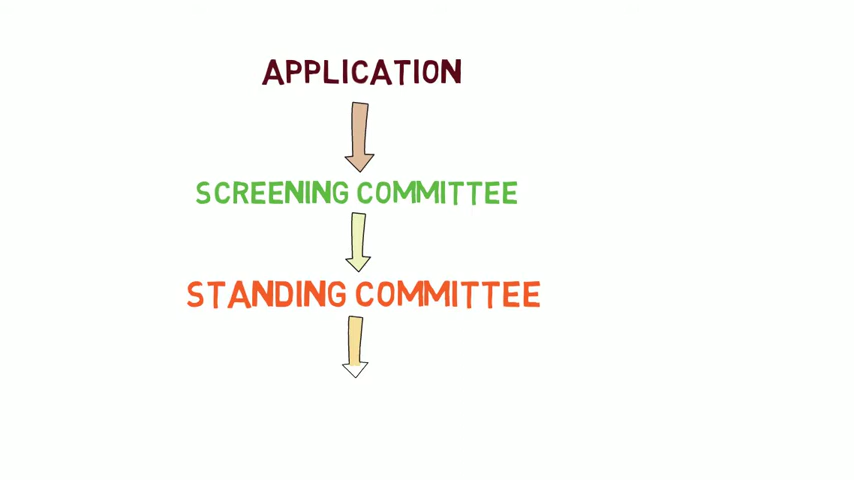 APPLICATION
SCREENING COMMITTEE
STANDING COMMITTEE